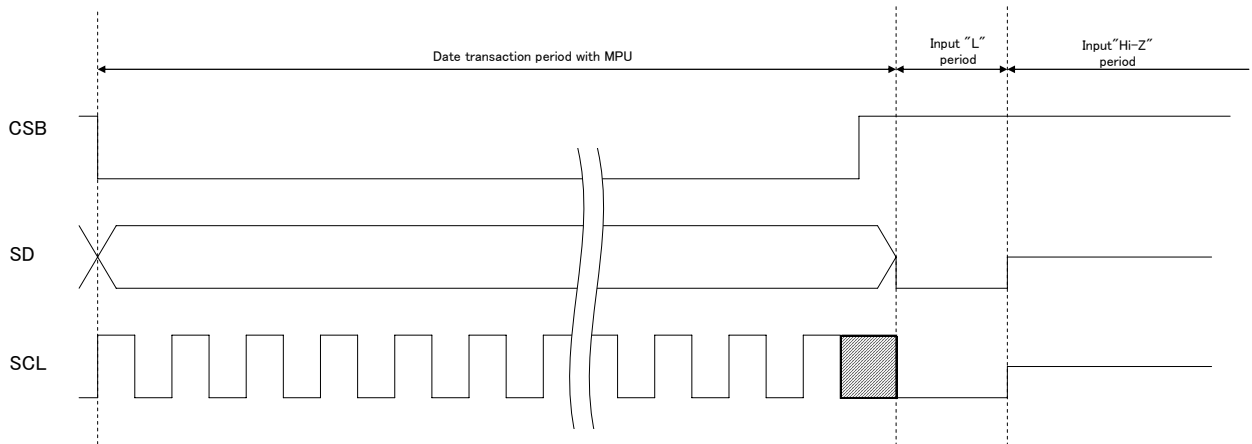 Date transaction period with MPU
Input "L"
period
Input"Hi-Z"
period
CSB
SD
SCL